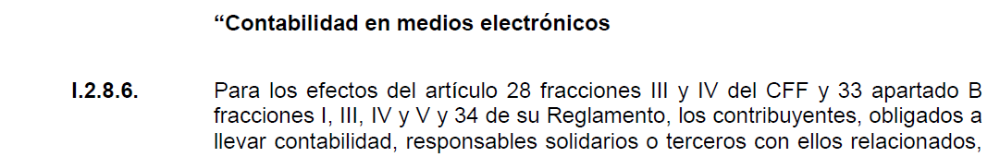 “Contabilidad en medios electrónicos
I.2.8.6. Para los efectos del artículo 28 fracciones III y IV del CFF y 33 apartado B
fracciones I, III, IV y V y 34 de su Reglamento, los contribuyentes, obligados a
llevar contabilidad, responsables solidarios o terceros con ellos relacionados,